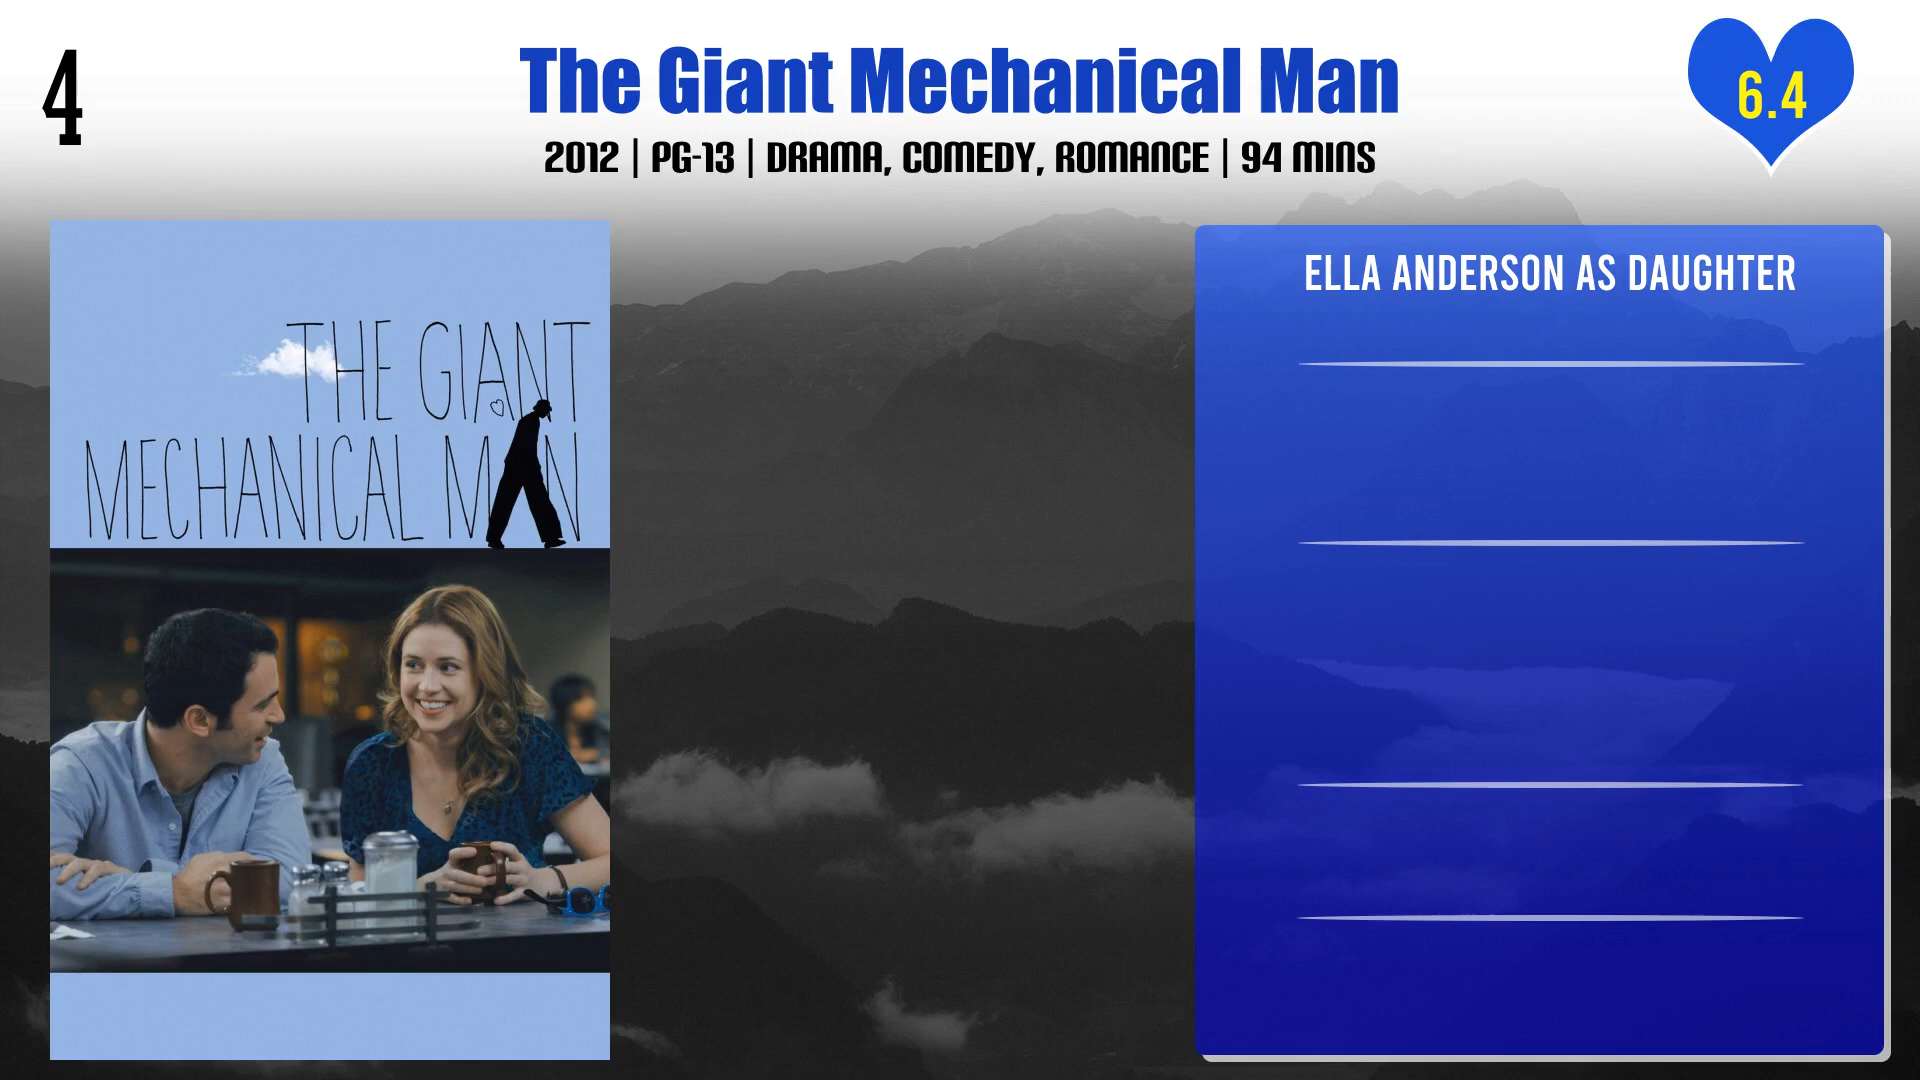 4
The Giant Mechanical Man
2012 | PG-13 | DRAMA, COMEDY, ROMANCE | 94 MINS
6.4
THE GIANT
MECHANICAL MAN
ELLA ANDERSON AS DAUGHTER